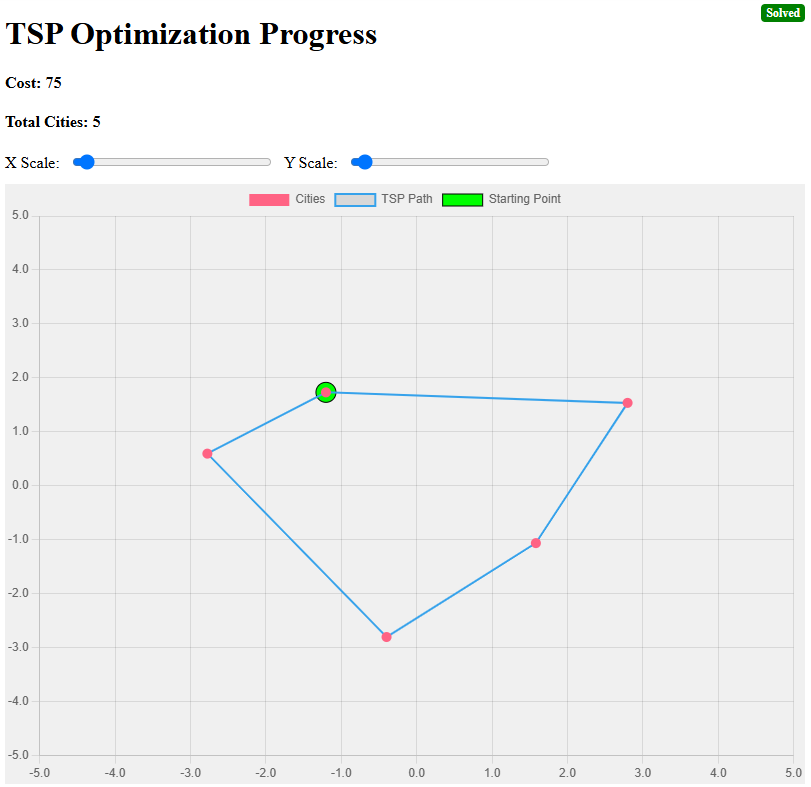 Solved
TSP Optimization Progress
Cost: 75
Total Cities: 5
X Scale: Y Scale:
Cities TSP Path Starting Point
5.0
4.0
3.0
2.0
1.0
0.0
-1.0
-2.0
-3.0
-4.0
-5.0
-5.0 -4.0 -3.0 -2.0 -1.0 0.0 1.0 2.0 3.0 4.0 5.0